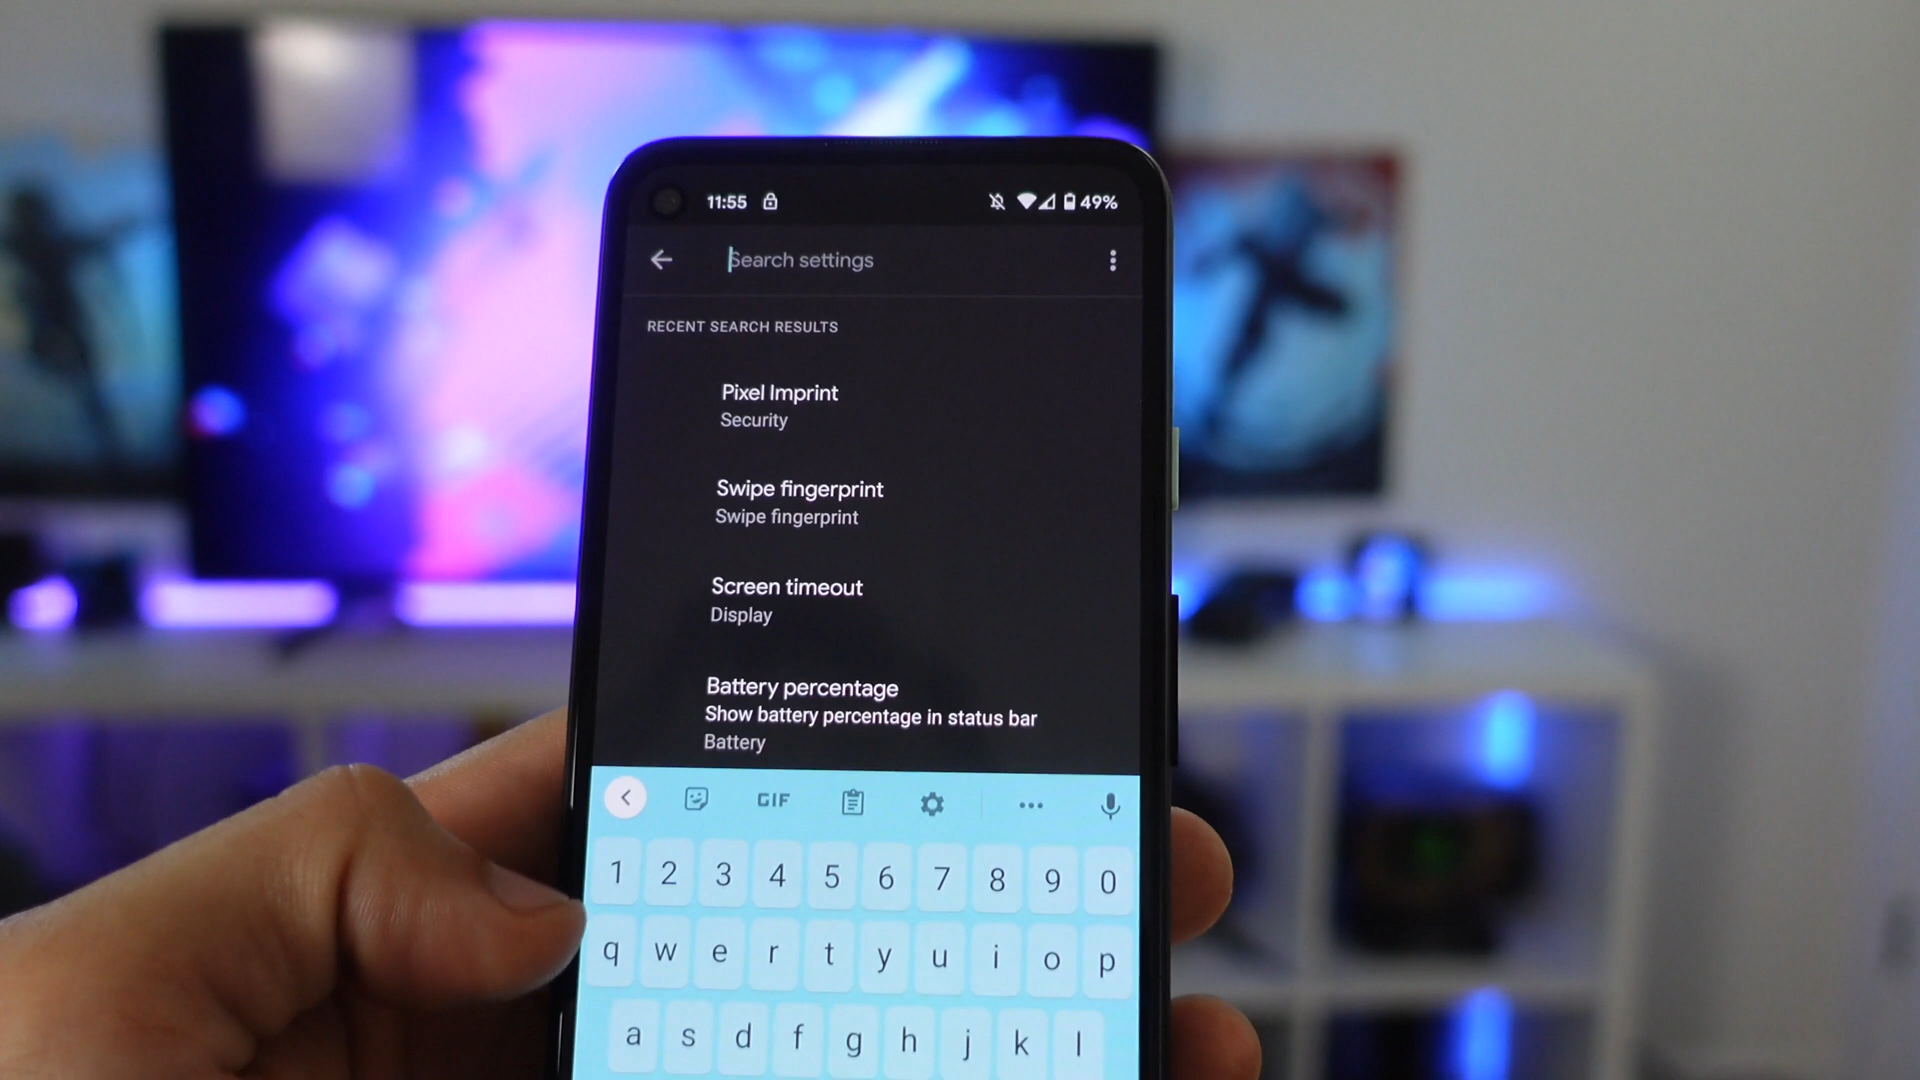 11:55 49%
Search settings
RECENT SEARCH RESULTS
Pixel Imprint
Security
Swipe fingerprint
Swipe fingerprint
Screen timeout
Display
Battery percentage
Show battery percentage in status bar
Battery
GIF
1 2 3 4 5 6 7 8 9 0
q w e r t y u i o p
a s d f g h j k l